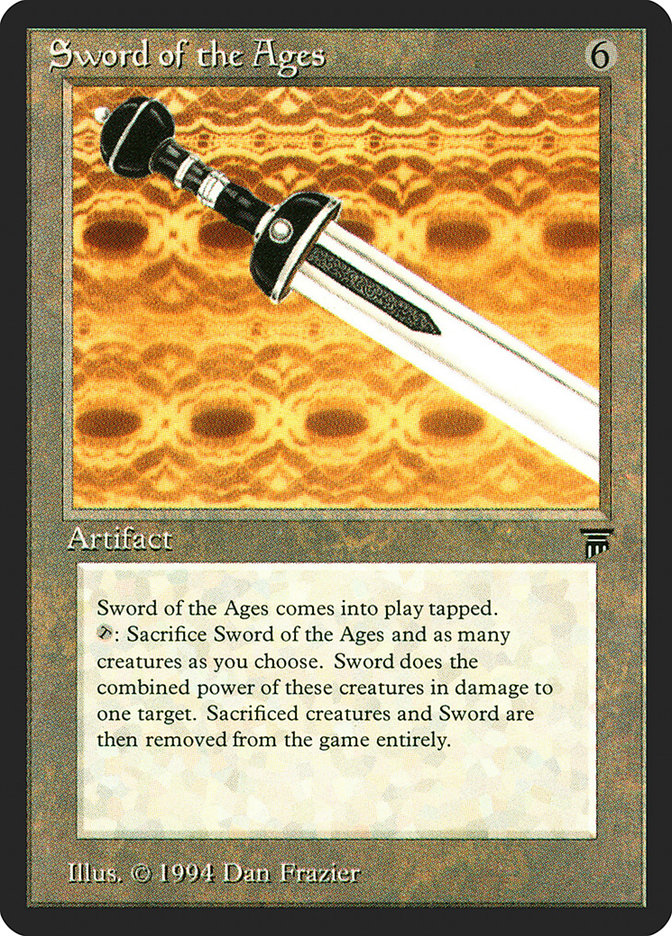 Sword of the Ages
6
Artifact
Sword of the Ages comes into play tapped.
: Sacrifice Sword of the Ages and as many
creatures as you choose. Sword does the
combined power of these creatures in damage to
one target. Sacrificed creatures and Sword are
then removed from the game entirely.
Illus. © 1994 Dan Frazier